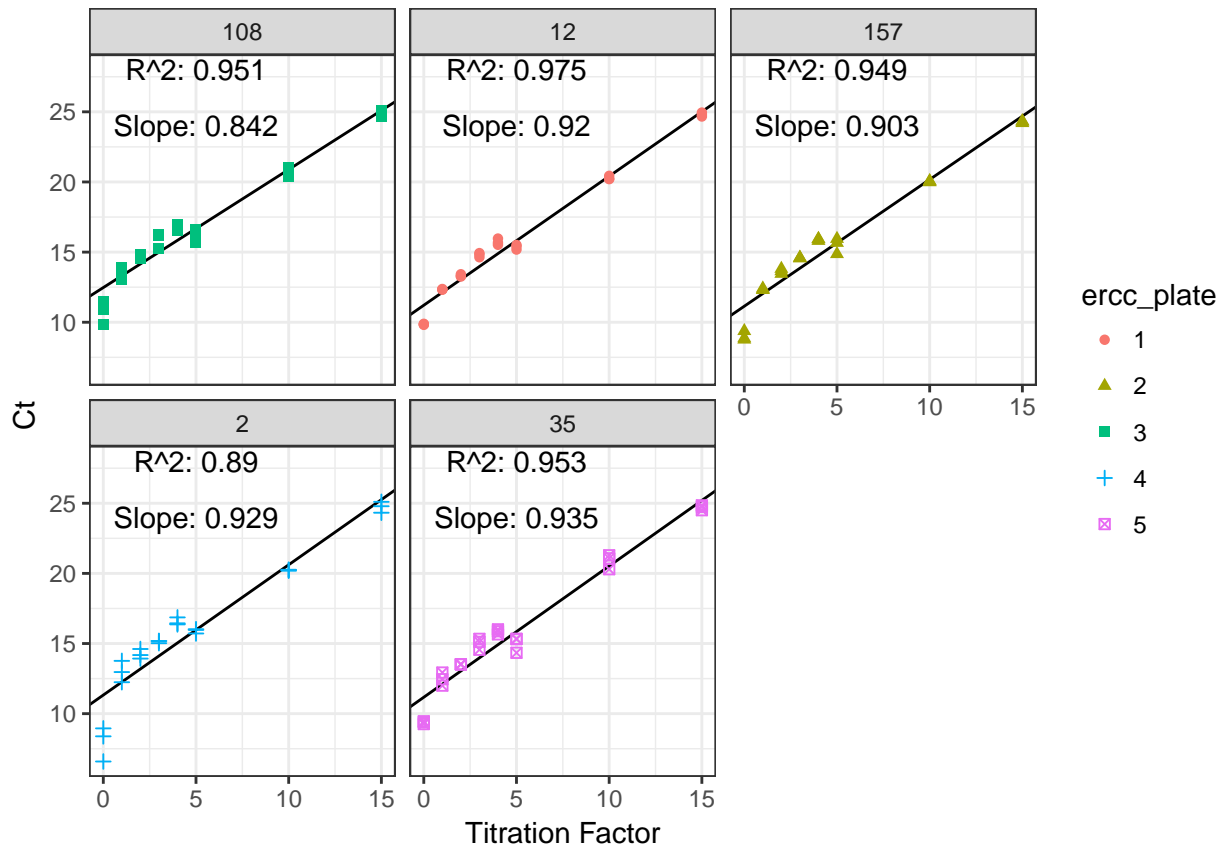 108
12
157
R^2: 0.951
R^2: 0.975
R^2: 0.949
Slope: 0.842
Slope: 0.92
Slope: 0.903
25
20
15
10
0
5
10
15
2
35
R^2: 0.89
R^2: 0.953
Slope: 0.929
Slope: 0.935
25
20
15
10
0
5
10
15
0
5
10
15
Ct
Titration Factor
ercc_plate
1
2
3
4
5